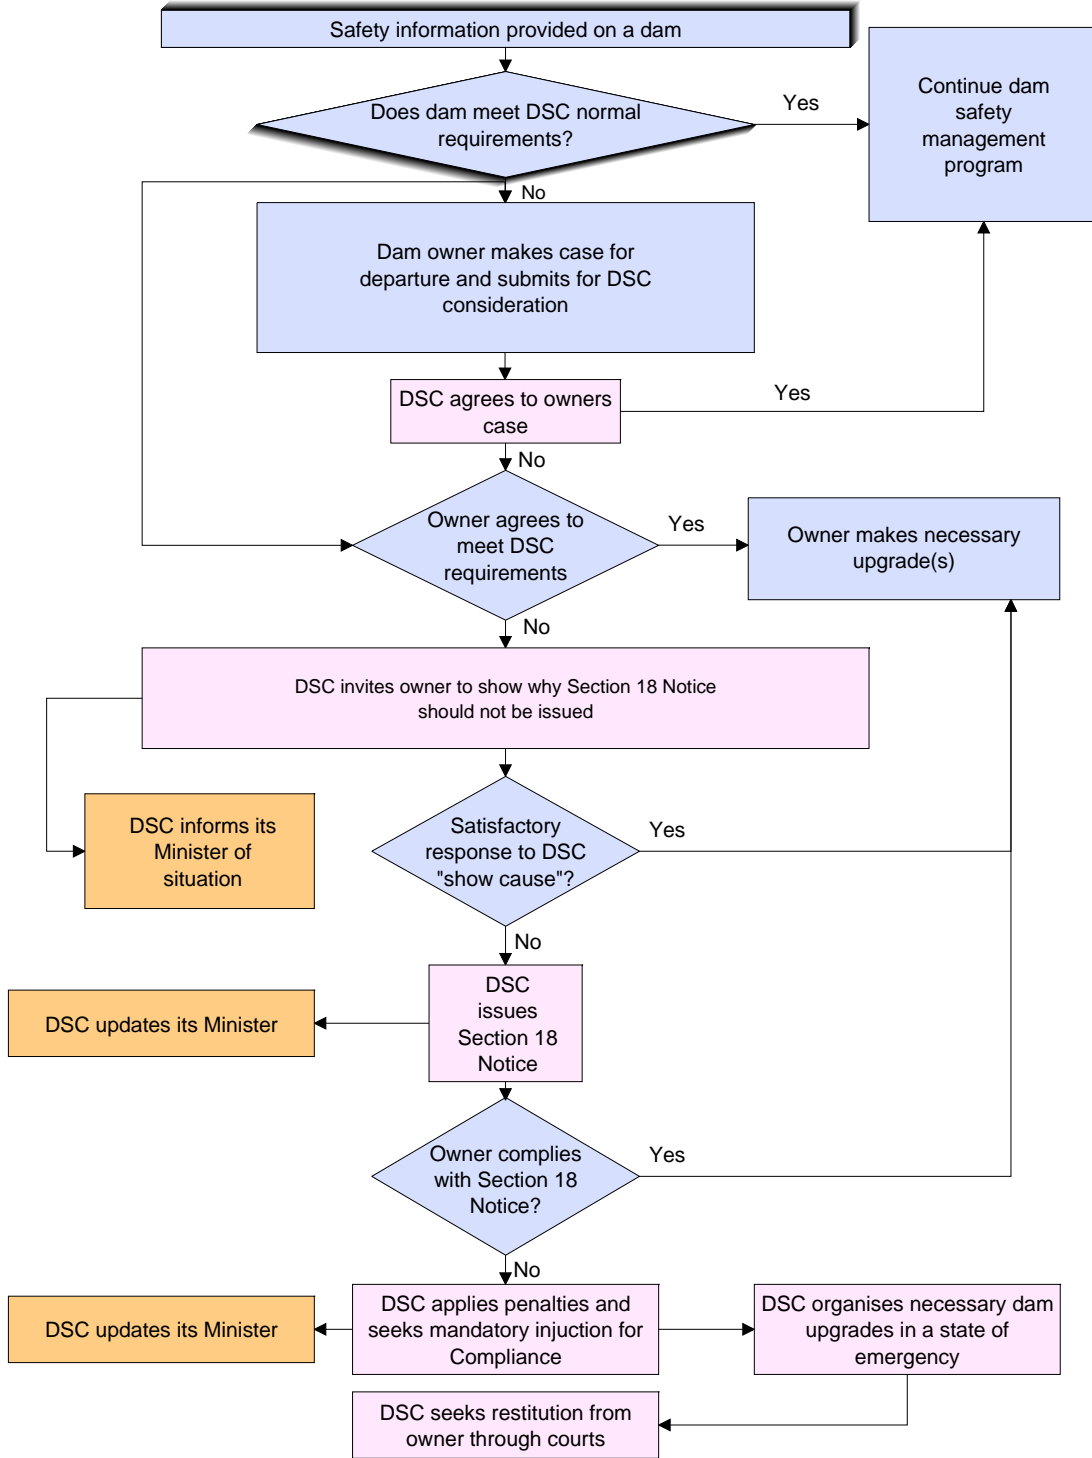 Safety information provided on a dam
Does dam meet DSC normal
requirements?
Yes
Continue dam
safety
management
program
No
Dam owner makes case for
departure and submits for DSC
consideration
DSC agrees to owners
case
Yes
No
Owner agrees to
meet DSC
requirements
Yes
Owner makes necessary
upgrade(s)
No
DSC invites owner to show why Section 18 Notice
should not be issued
DSC informs its
Minister of
situation
Satisfactory
response to DSC
"show cause"?
Yes
No
DSC
issues
Section 18
Notice
DSC updates its Minister
Owner complies
with Section 18
Notice?
Yes
No
DSC updates its Minister
DSC applies penalties and
seeks mandatory injuction for
Compliance
DSC organises necessary dam
upgrades in a state of
emergency
DSC seeks restitution from
owner through courts